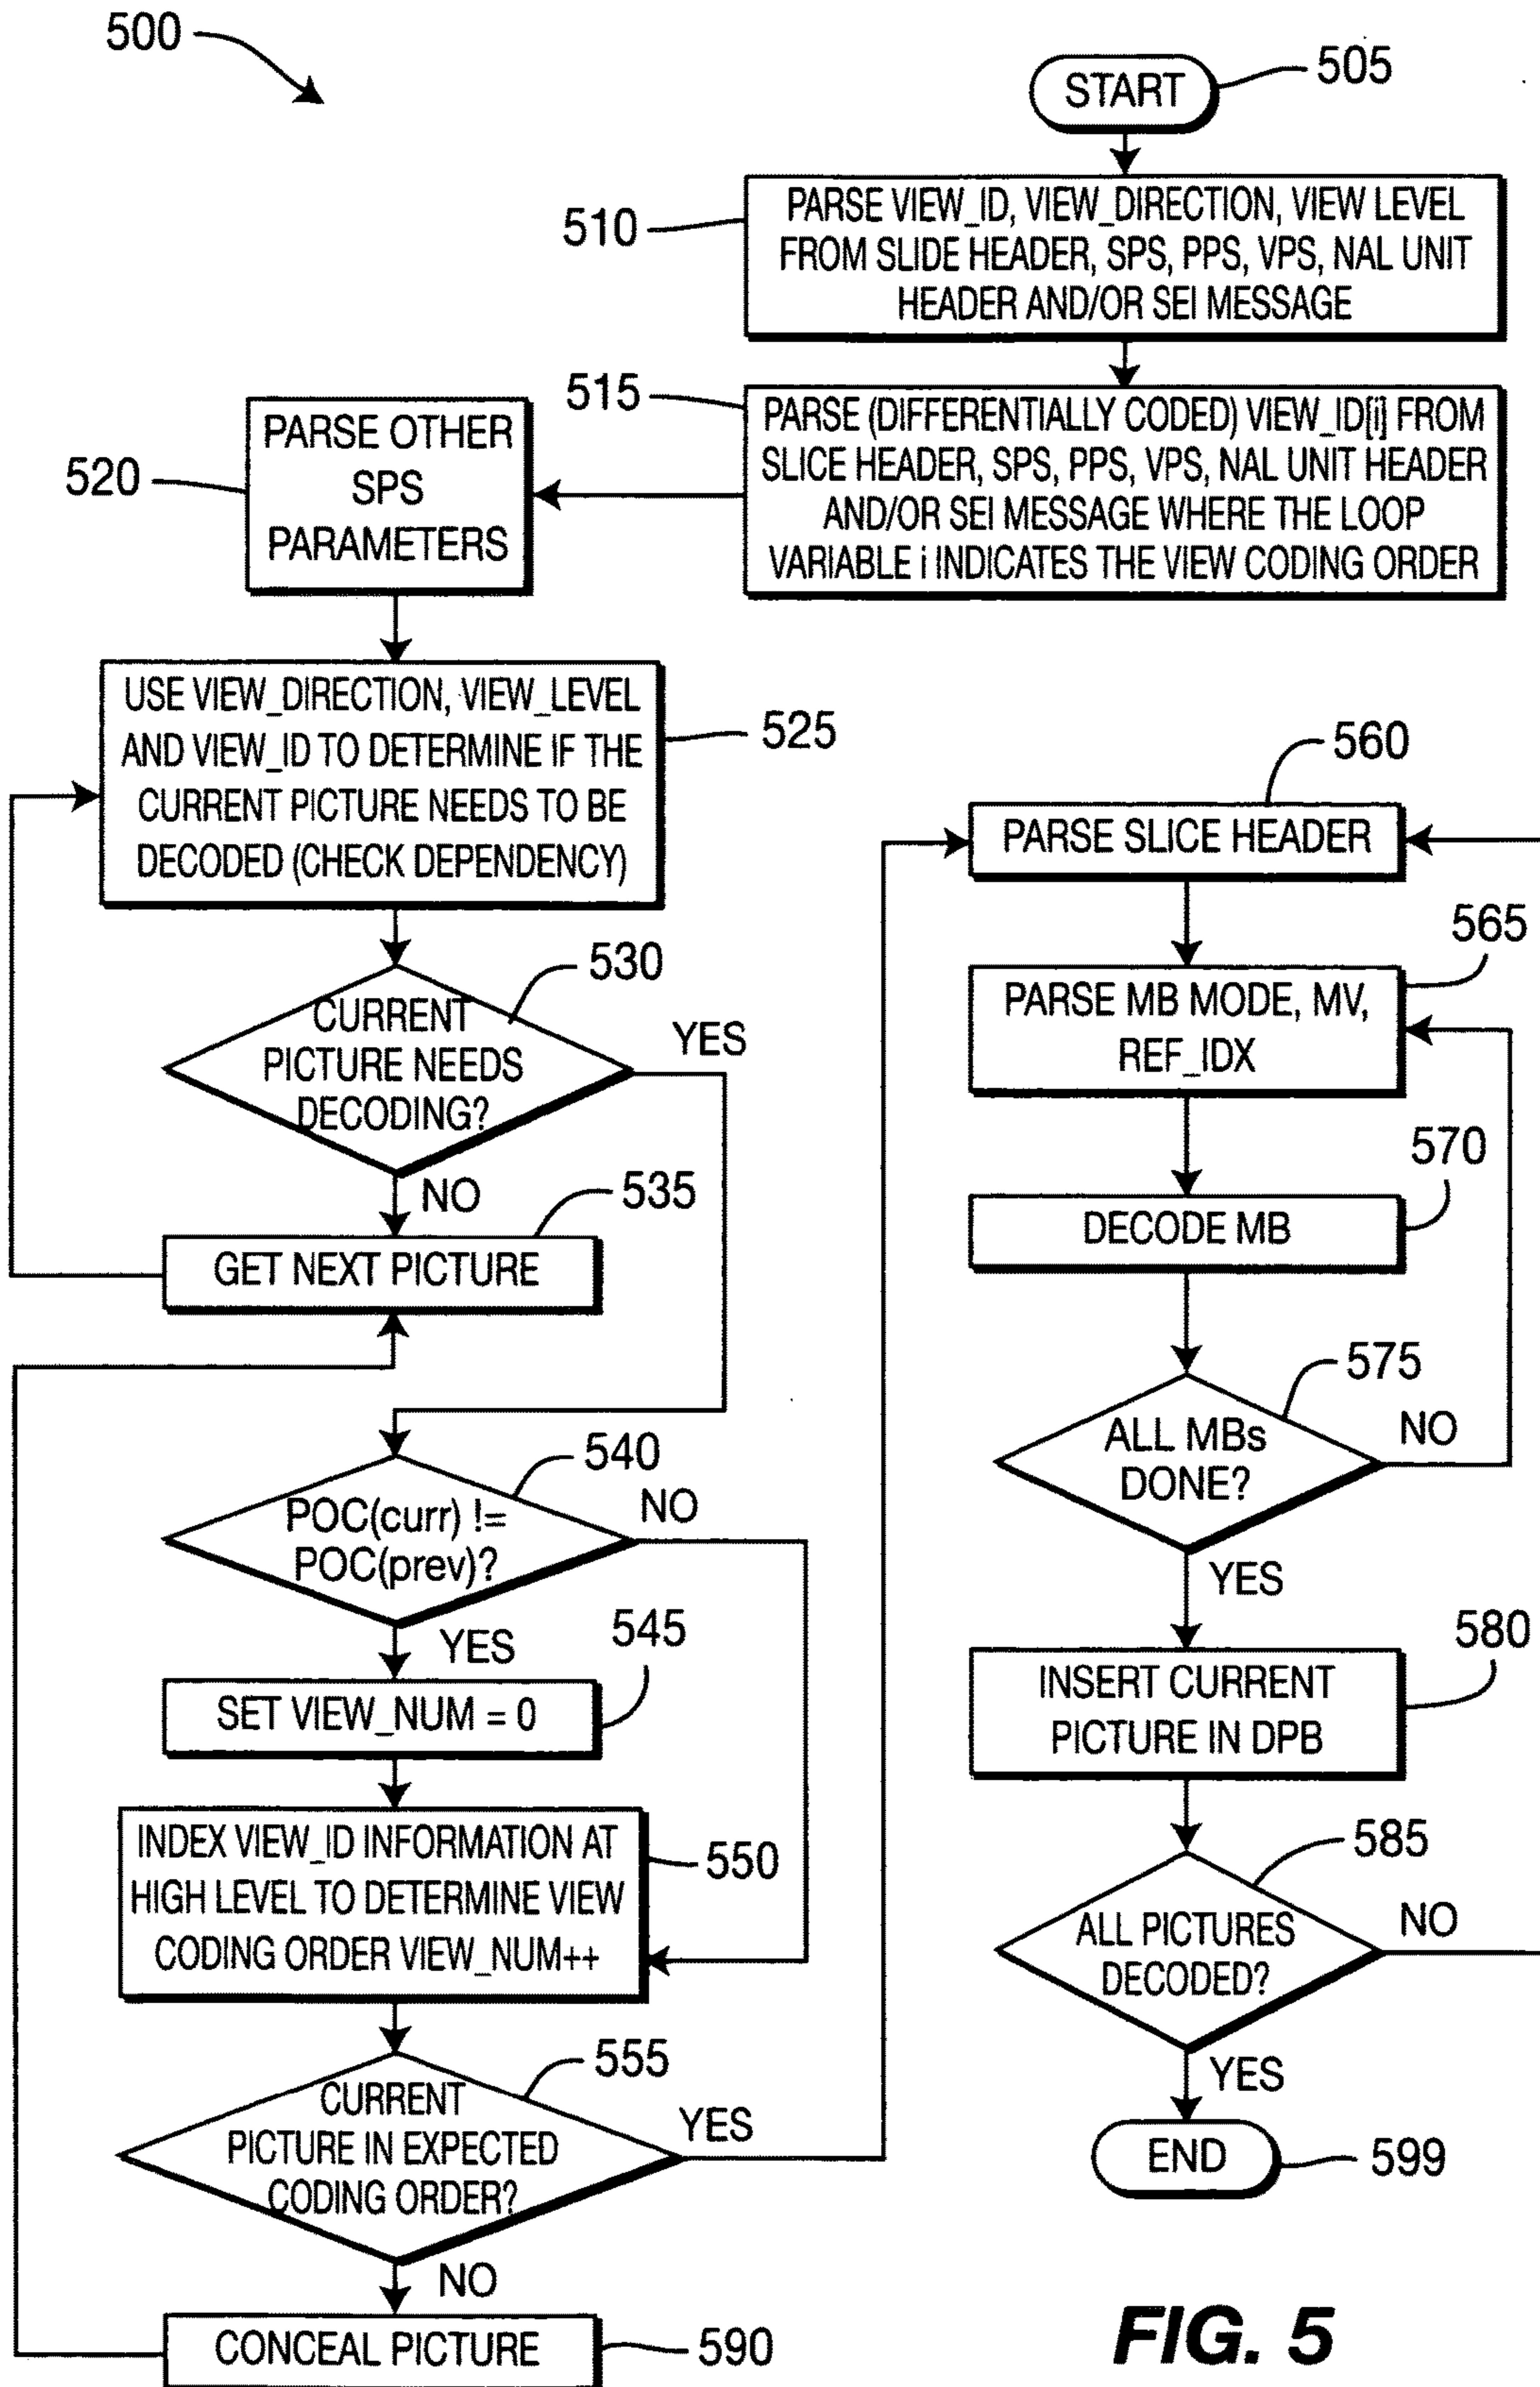 500
START
505
510
PARSE VIEW_ID, VIEW_DIRECTION, VIEW LEVEL
FROM SLIDE HEADER, SPS, PPS, VPS, NAL UNIT
HEADER AND/OR SEI MESSAGE
515
PARSE (DIFFERENTIALLY CODED) VIEW_ID[i] FROM
SLICE HEADER, SPS, PPS, VPS, NAL UNIT HEADER
AND/OR SEI MESSAGE WHERE THE LOOP
VARIABLE i INDICATES THE VIEW CODING ORDER
520
PARSE OTHER
SPS
PARAMETERS
USE VIEW_DIRECTION, VIEW_LEVEL
AND VIEW_ID TO DETERMINE IF THE
CURRENT PICTURE NEEDS TO BE
DECODED (CHECK DEPENDENCY)
525
530
CURRENT
PICTURE NEEDS
DECODING?
YES
NO
535
GET NEXT PICTURE
540
POC(curr) !=
POC(prev)?
NO
YES
545
SET VIEW_NUM = 0
INDEX VIEW_ID INFORMATION AT
HIGH LEVEL TO DETERMINE VIEW
CODING ORDER VIEW_NUM++
550
555
CURRENT
PICTURE IN EXPECTED
CODING ORDER?
YES
NO
CONCEAL PICTURE
590
560
PARSE SLICE HEADER
565
PARSE MB MODE, MV,
REF_IDX
570
DECODE MB
575
ALL MBs
DONE?
NO
YES
580
INSERT CURRENT
PICTURE IN DPB
585
ALL PICTURES
DECODED?
NO
YES
END
599
FIG. 5